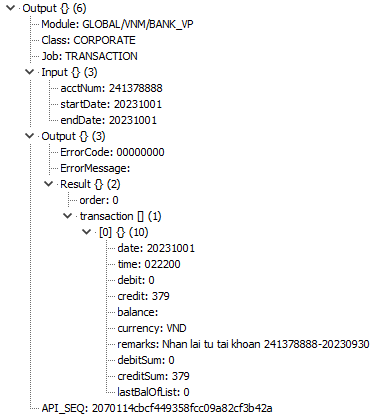 Output {} (6)
Module: GLOBAL/VNM/BANK_VP
Class: CORPORATE
Job: TRANSACTION
Input {} (3)
acctNum: 241378888
startDate: 20231001
endDate: 20231001
Output {} (3)
ErrorCode: 00000000
ErrorMessage:
Result {} (2)
order: 0
transaction [] (1)
[0] {} (10)
date: 20231001
time: 022200
debit: 0
credit: 379
balance:
currency: VND
remarks: Nhan lai tu tai khoan 241378888-20230930
debitSum: 0
creditSum: 379
lastBalOfList: 0
API_SEQ: 2070114cbcf449358fcc09a82cf3b42a